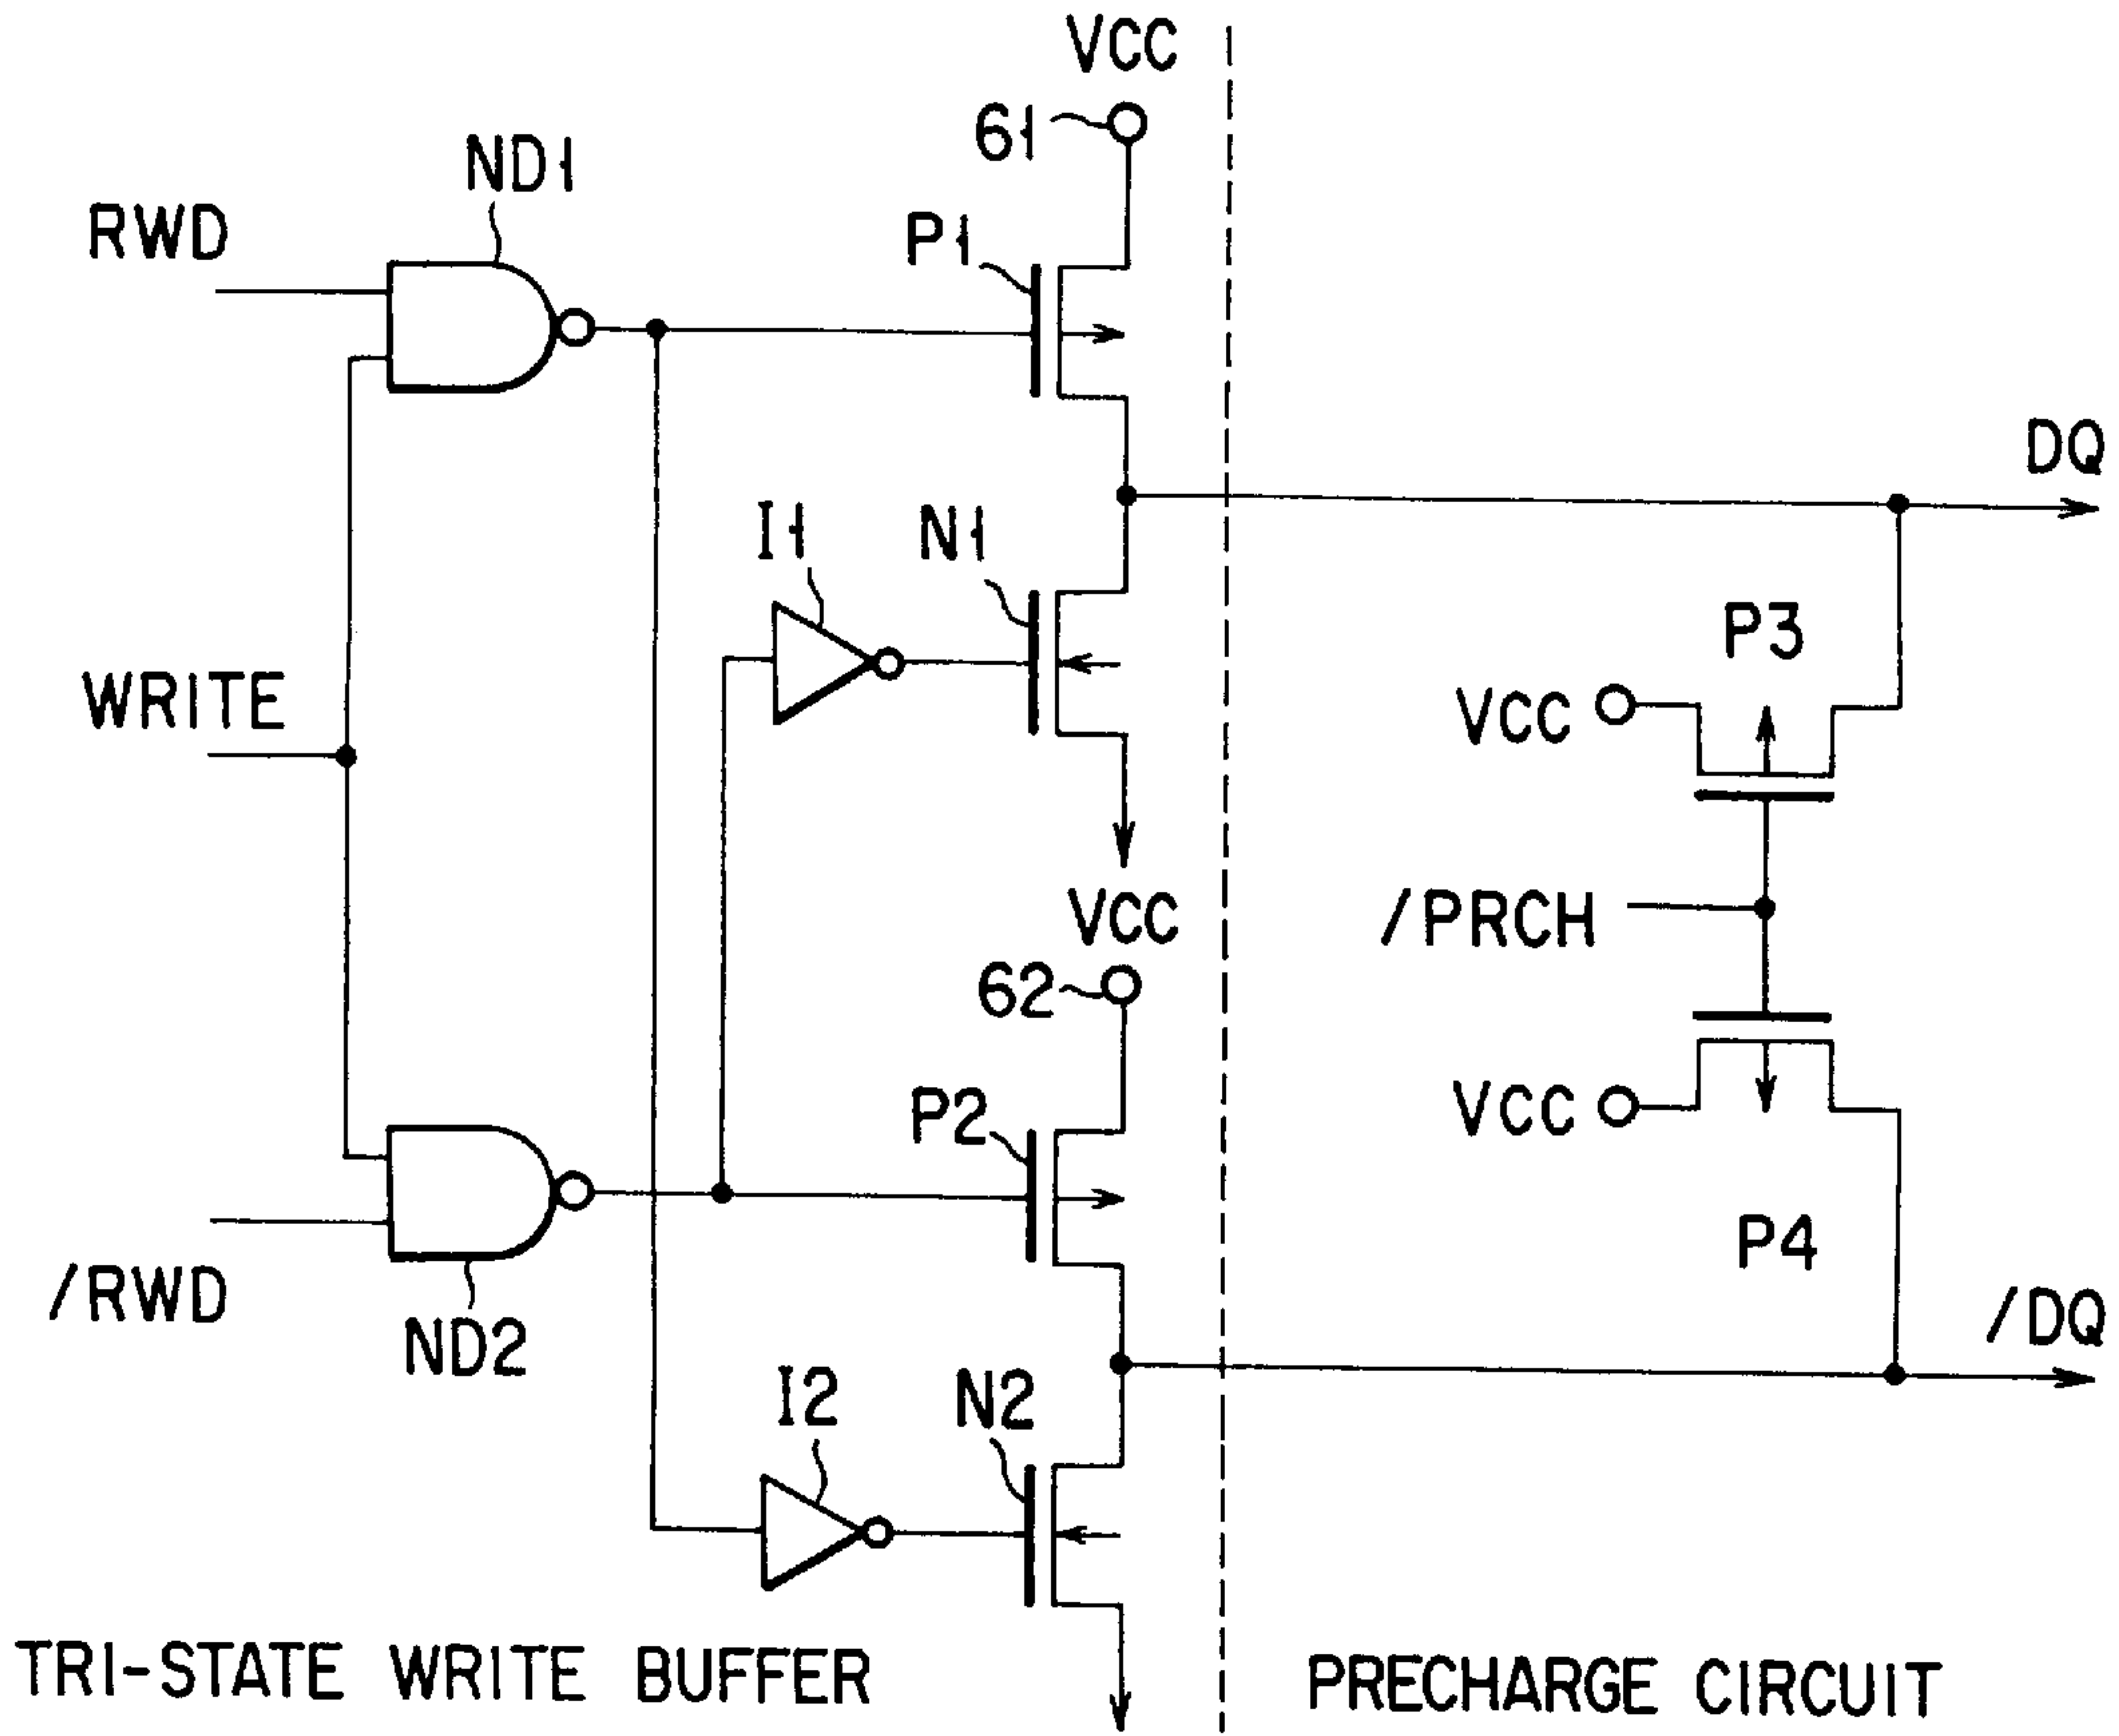 VCC
61
ND1
RWD
P1
DQ
I1
N1
P3
WRITE
VCC
/PRCH
VCC
62
P2
VCC
P4
/RWD
ND2
/DQ
I2
N2
TRI-STATE WRITE BUFFER
PRECHARGE CIRCUIT